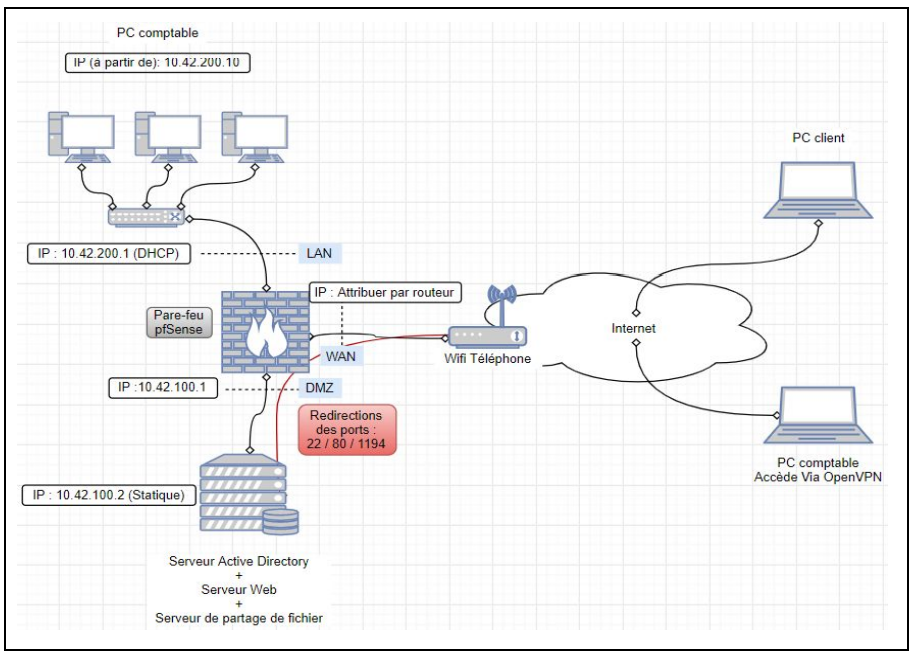 PC comptable
IP (à partir de): 10.42.200.10
PC client
IP : 10.42.200.1 (DHCP)
LAN
IP : Attribuer par routeur
Pare-feu
pfSense
Internet
WAN
Wifi Téléphone
IP :10.42.100.1
DMZ
Redirections
des ports :
22 / 80 / 1194
PC comptable
Accède Via OpenVPN
IP : 10.42.100.2 (Statique)
Serveur Active Directory
+
Serveur Web
+
Serveur de partage de fichier